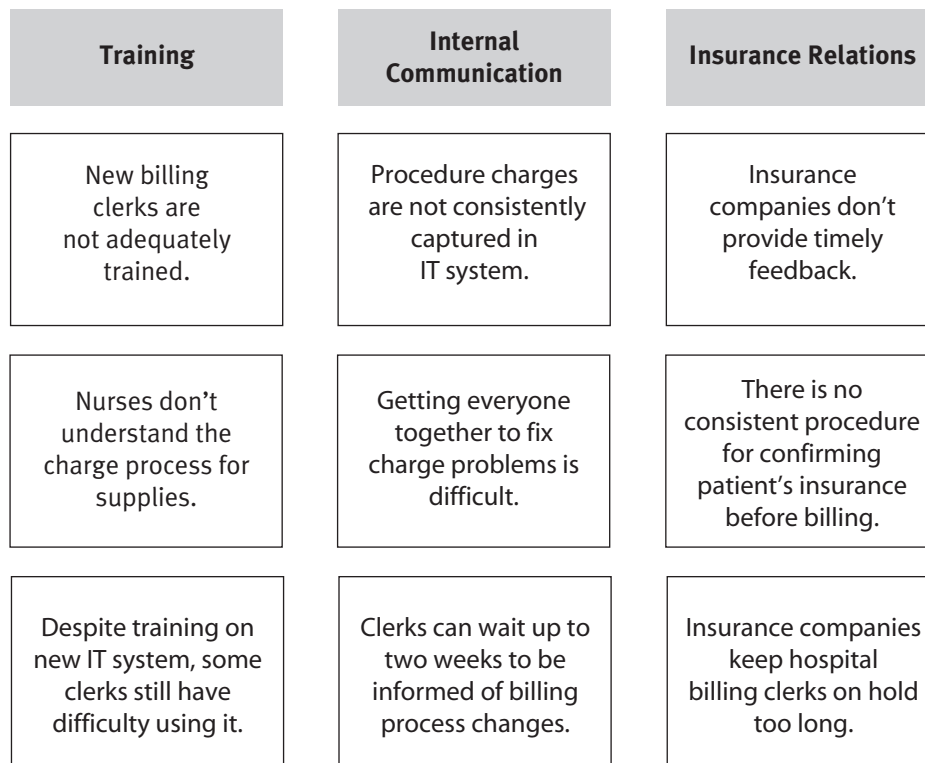 Training
Internal
Communication
Insurance Relations
New billing
clerks are
not adequately
trained.
Procedure charges
are not consistently
captured in
IT system.
Insurance
companies don't
provide timely
feedback.
Nurses don't
understand the
charge process for
supplies.
Getting everyone
together to fix
charge problems is
difficult.
There is no
consistent procedure
for confirming
patient's insurance
before billing.
Despite training on
new IT system, some
clerks still have
difficulty using it.
Clerks can wait up to
two weeks to be
informed of billing
process changes.
Insurance companies
keep hospital
billing clerks on hold
too long.